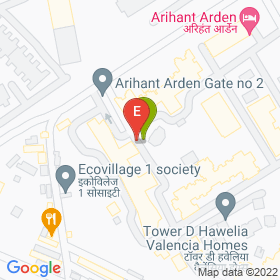 Arihant Arden
अरिहंत आर्डेन
Arihant Arden Gate no 2
E
Ecovillage 1 society
इकोविलेज
1 सोसाइटी
Tower D Hawelia
Valencia Homes
टॉवर डी हवेलिया
Google
Map data ©2022